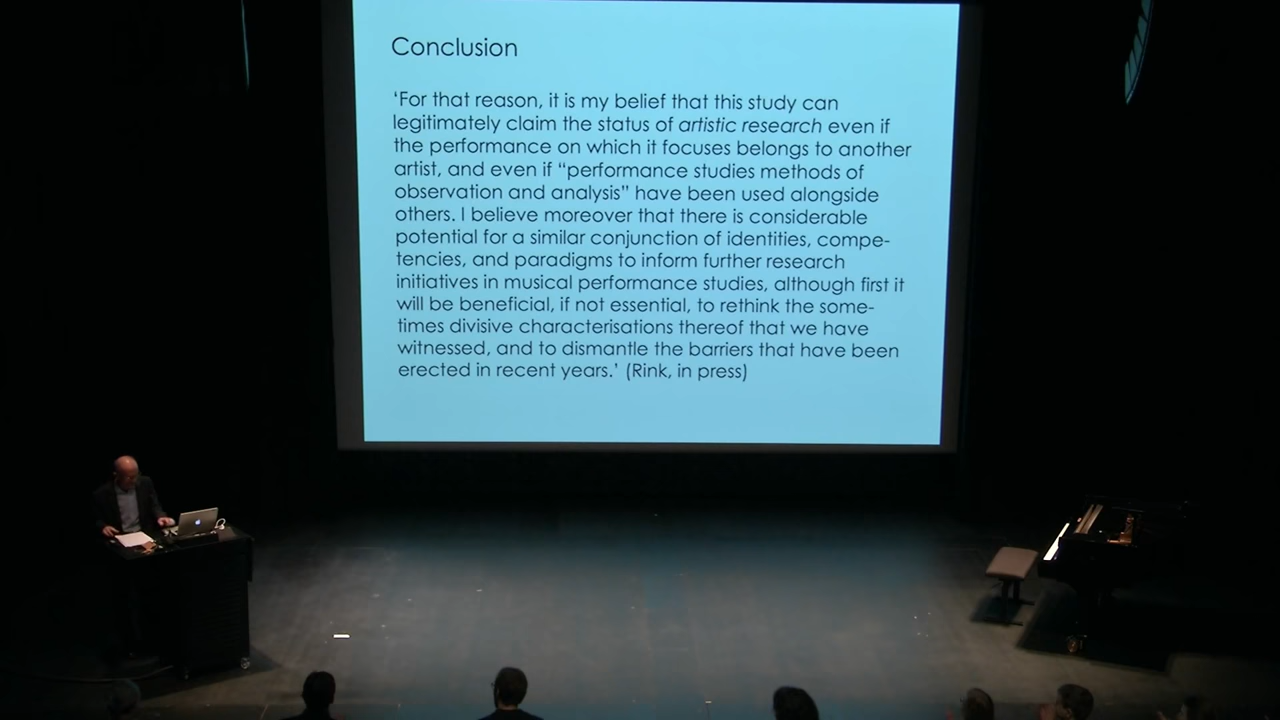 Conclusion
‘For that reason, it is my belief that this study can
legitimately claim the status of artistic research even if
the performance on which it focuses belongs to another
artist, and even if “performance studies methods of
observation and analysis” have been used alongside
others. I believe moreover that there is considerable
potential for a similar conjunction of identities, compe-
tencies, and paradigms to inform further research
initiatives in musical performance studies, although first it
will be beneficial, if not essential, to rethink the some-
times divisive characterisations thereof that we have
witnessed, and to dismantle the barriers that have been
erected in recent years.’ (Rink, in press)